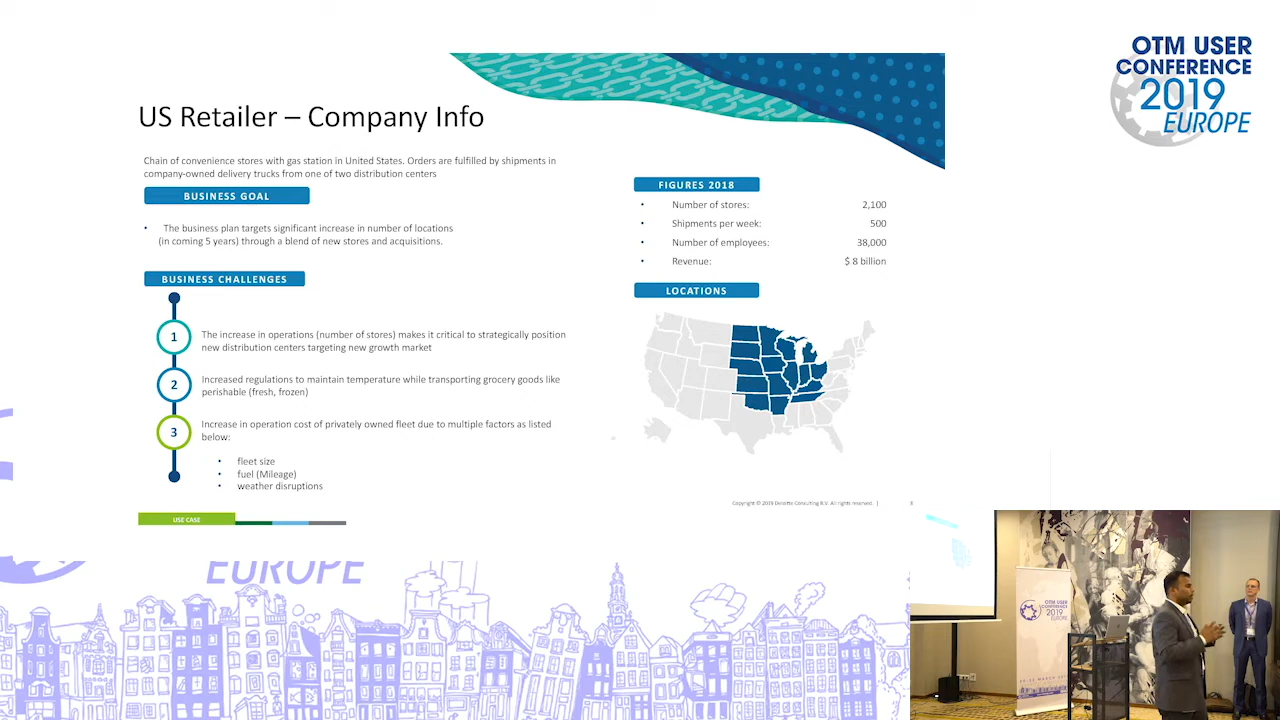 OTM USER
CONFERENCE
2019
EUROPE
US Retailer – Company Info
Chain of convenience stores with gas station in United States. Orders are fulfilled by shipments in
company-owned delivery trucks from one of two distribution centers
BUSINESS GOAL
• The business plan targets significant increase in number of locations
(in coming 5 years) through a blend of new stores and acquisitions.
BUSINESS CHALLENGES
1
The increase in operations (number of stores) makes it critical to strategically position
new distribution centers targeting new growth market
2
Increased regulations to maintain temperature while transporting grocery goods like
perishable (fresh, frozen)
3
Increase in operation cost of privately owned fleet due to multiple factors as listed
below:
• fleet size
• fuel (Mileage)
• weather disruptions
FIGURES 2018
• Number of stores: 2,100
• Shipments per week: 500
• Number of employees: 38,000
• Revenue: $ 8 billion
LOCATIONS
Copyright © 2019 Deloitte Consulting B.V. All rights reserved. | 8
USE CASE
EUROPE
OTM USER
CONFERENCE
2019
EUROPE